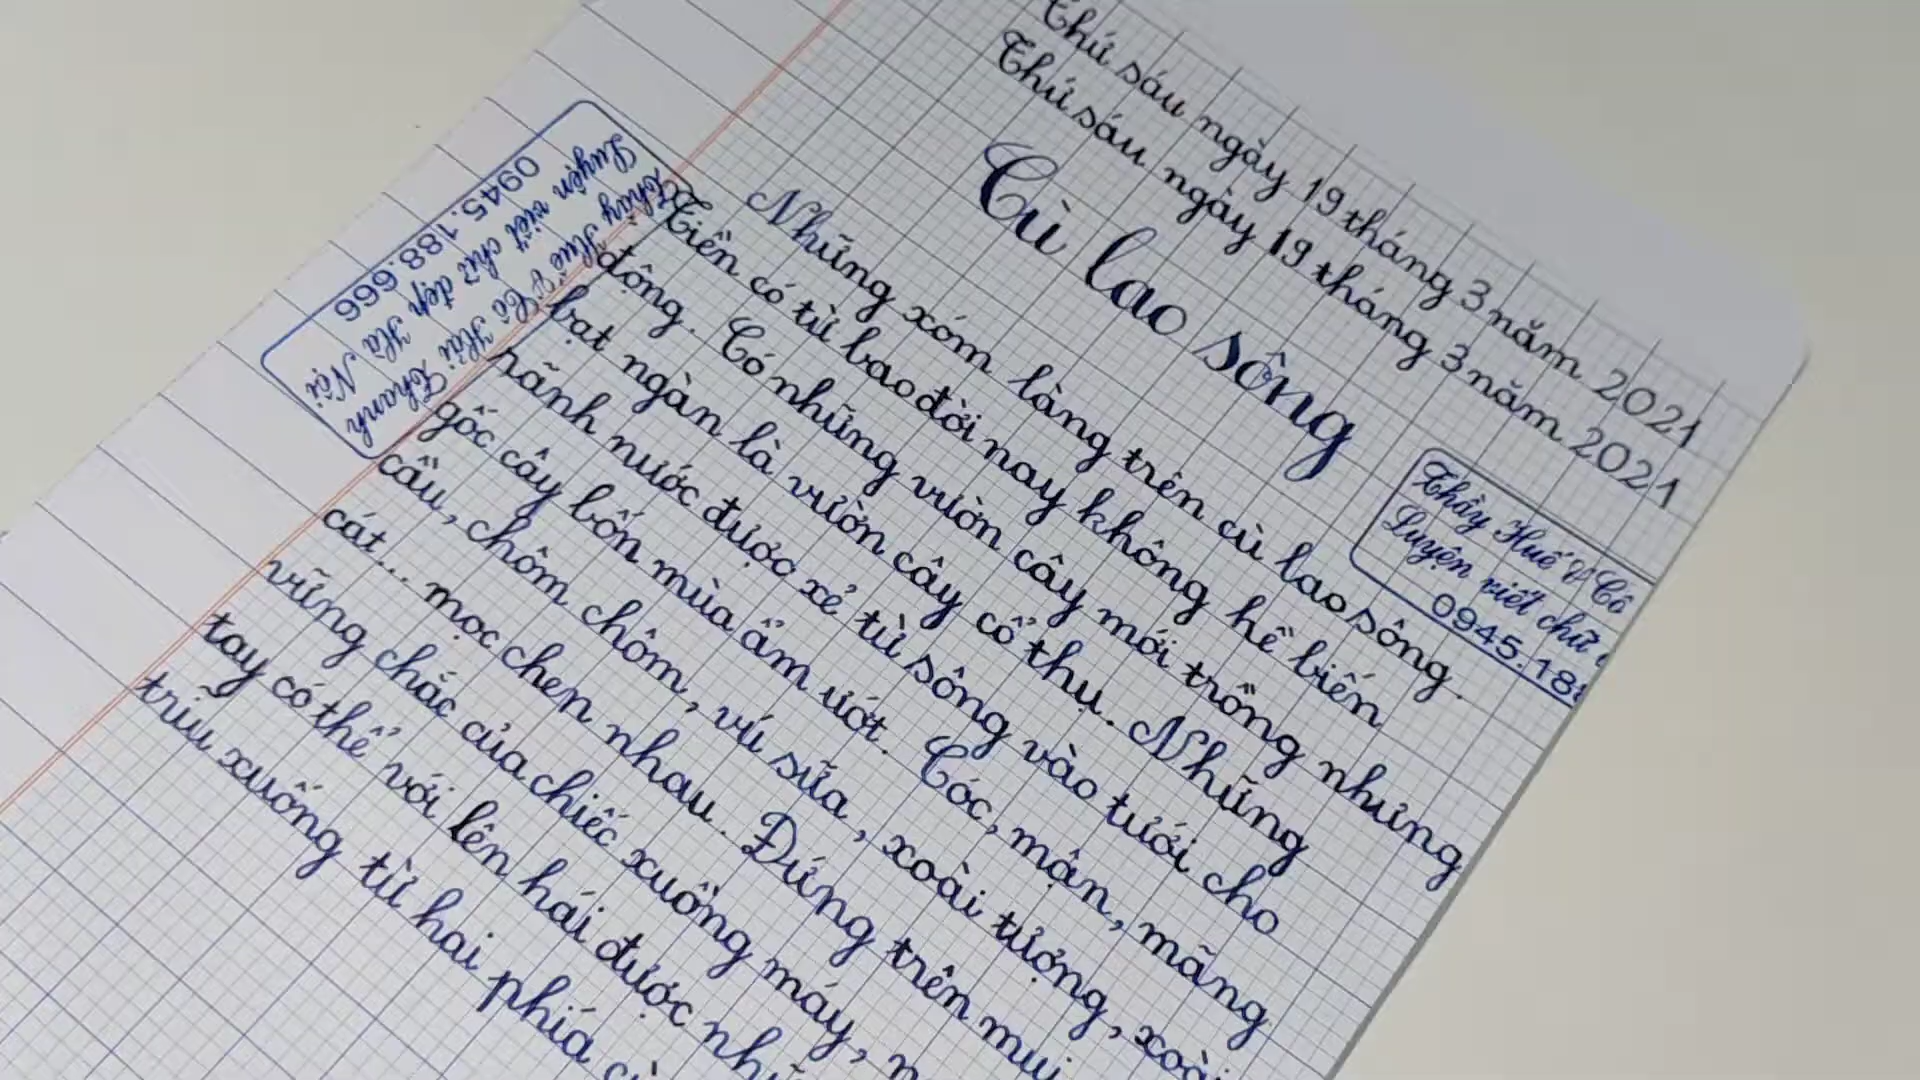 Thứ sáu ngày 19 tháng 3 năm 2021
Thứ sáu ngày 19 tháng 3 năm 2021
Cù lao sông
Những xóm làng trên cù lao sông.
Tiền có từ bao đời nay không hề biến
động. Có những vườn cây mới trồng nhưng
bạt ngàn là vườn cây cổ thụ. Những
rãnh nước được xẻ từ sông vào tưới cho
gốc cây bốn mùa ẩm ướt. Cóc, mận, mãng
cầu, chôm chôm, vú sữa, xoài tượng, xoài
cát... mọc chen nhau. Đứng trên mui
vững chắc của chiếc xuồng máy,
tay có thể với lên hái được
trĩu xuống từ hai phía
Thầy Huế & Cô
Luyện viết chữ
0945.18
Thầy Huế & Cô Hải Thanh
Luyện viết chữ đẹp Hà Nội
0945.188.666